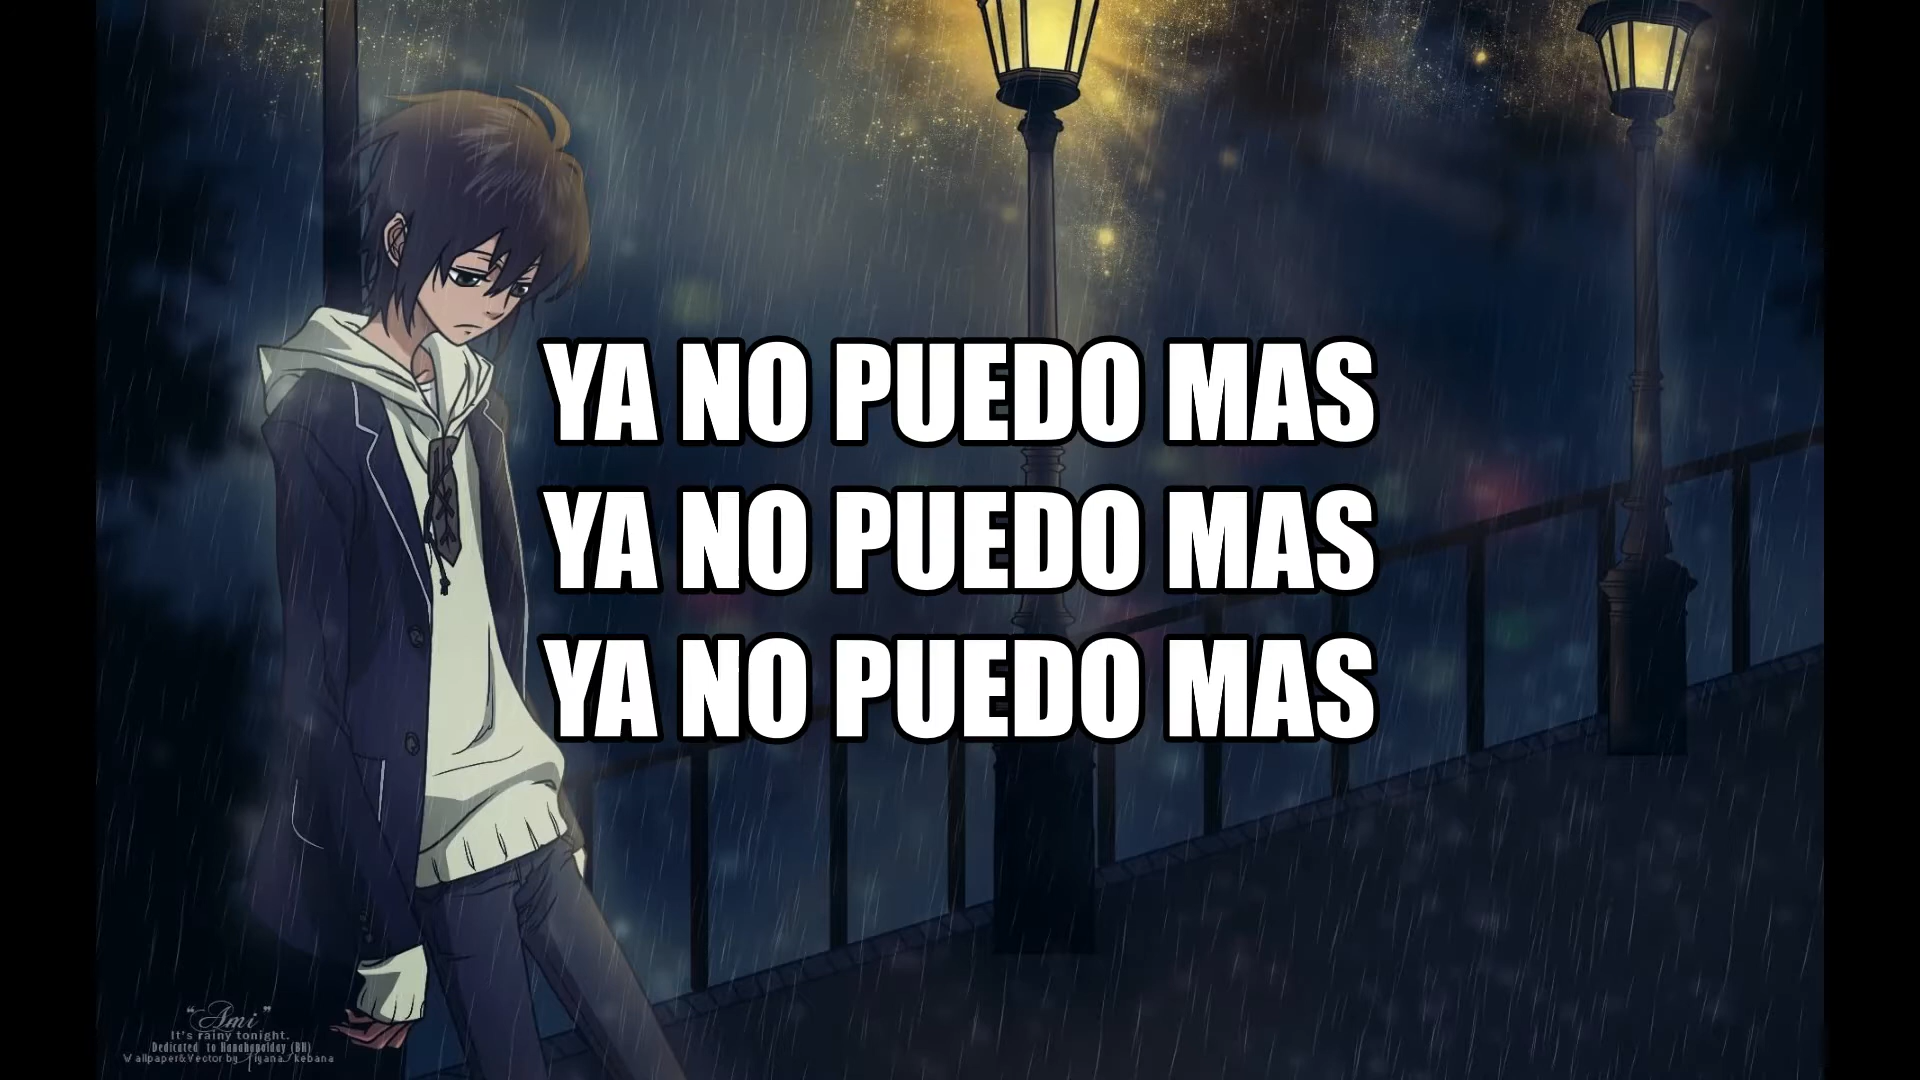 YA NO PUEDO MAS
YA NO PUEDO MAS
YA NO PUEDO MAS
"Ami"
It's rainy tonight.
Dedicated to (BH)
Wallpaper&Vector by